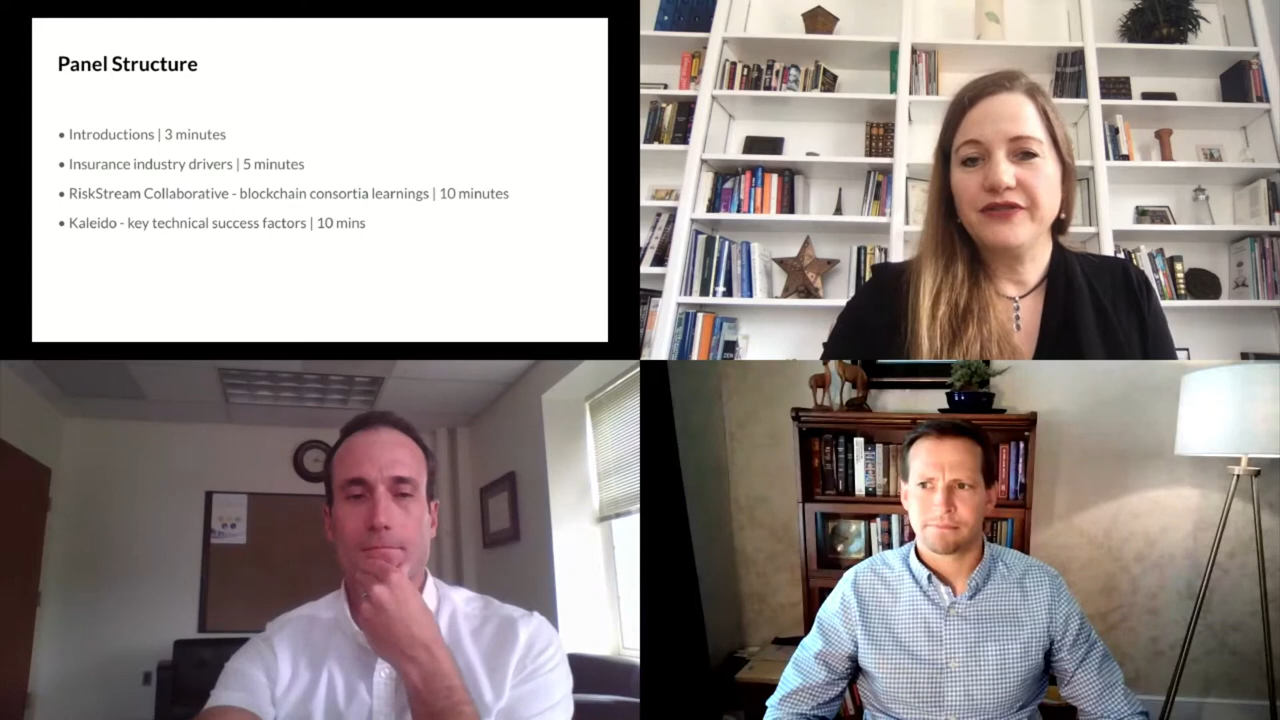 Panel Structure
• Introductions | 3 minutes
• Insurance industry drivers | 5 minutes
• RiskStream Collaborative - blockchain consortia learnings | 10 minutes
• Kaleido - key technical success factors | 10 mins
ZEN